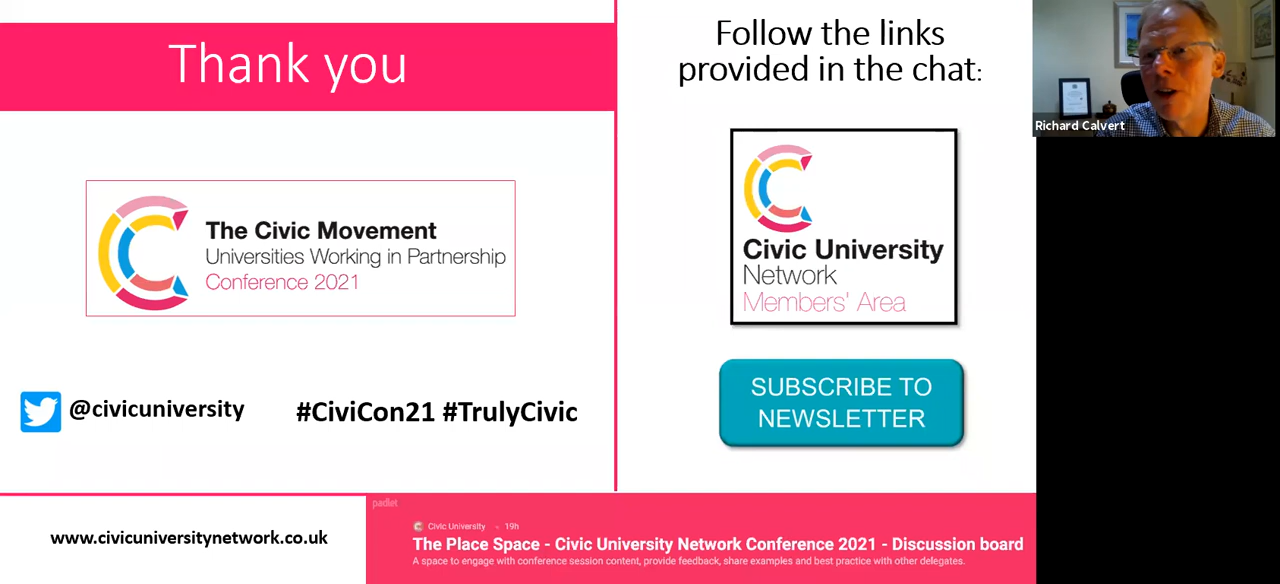 Thank you
The Civic Movement
Universities Working in Partnership
Conference 2021
@civicuniversity
#CiviCon21 #TrulyCivic
Follow the links
provided in the chat:
Civic University
Network
Members' Area
SUBSCRIBE TO
NEWSLETTER
Richard Calvert
www.civicuniversitynetwork.co.uk
padlet
Civic University 19h
The Place Space - Civic University Network Conference 2021 - Discussion board
A space to engage with conference session content, provide feedback, share examples and best practice with other delegates.